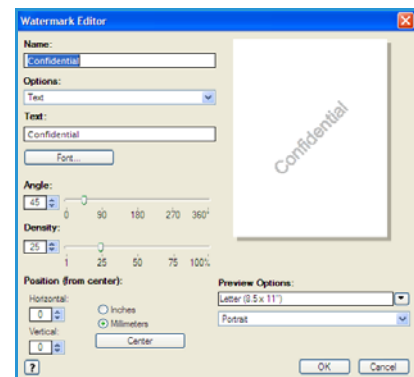 Watermark Editor
Name:
Confidential
Options:
Text
Text:
Confidential
Font...
Angle:
45
0 90 180 270 360°
Density:
25
1 25 50 75 100%
Position (from center):
Horizontal:
0
Inches
Millimeters
Vertical:
0
Center
Confidential
Preview Options:
Letter (8.5 x 11")
Portrait
?
OK Cancel